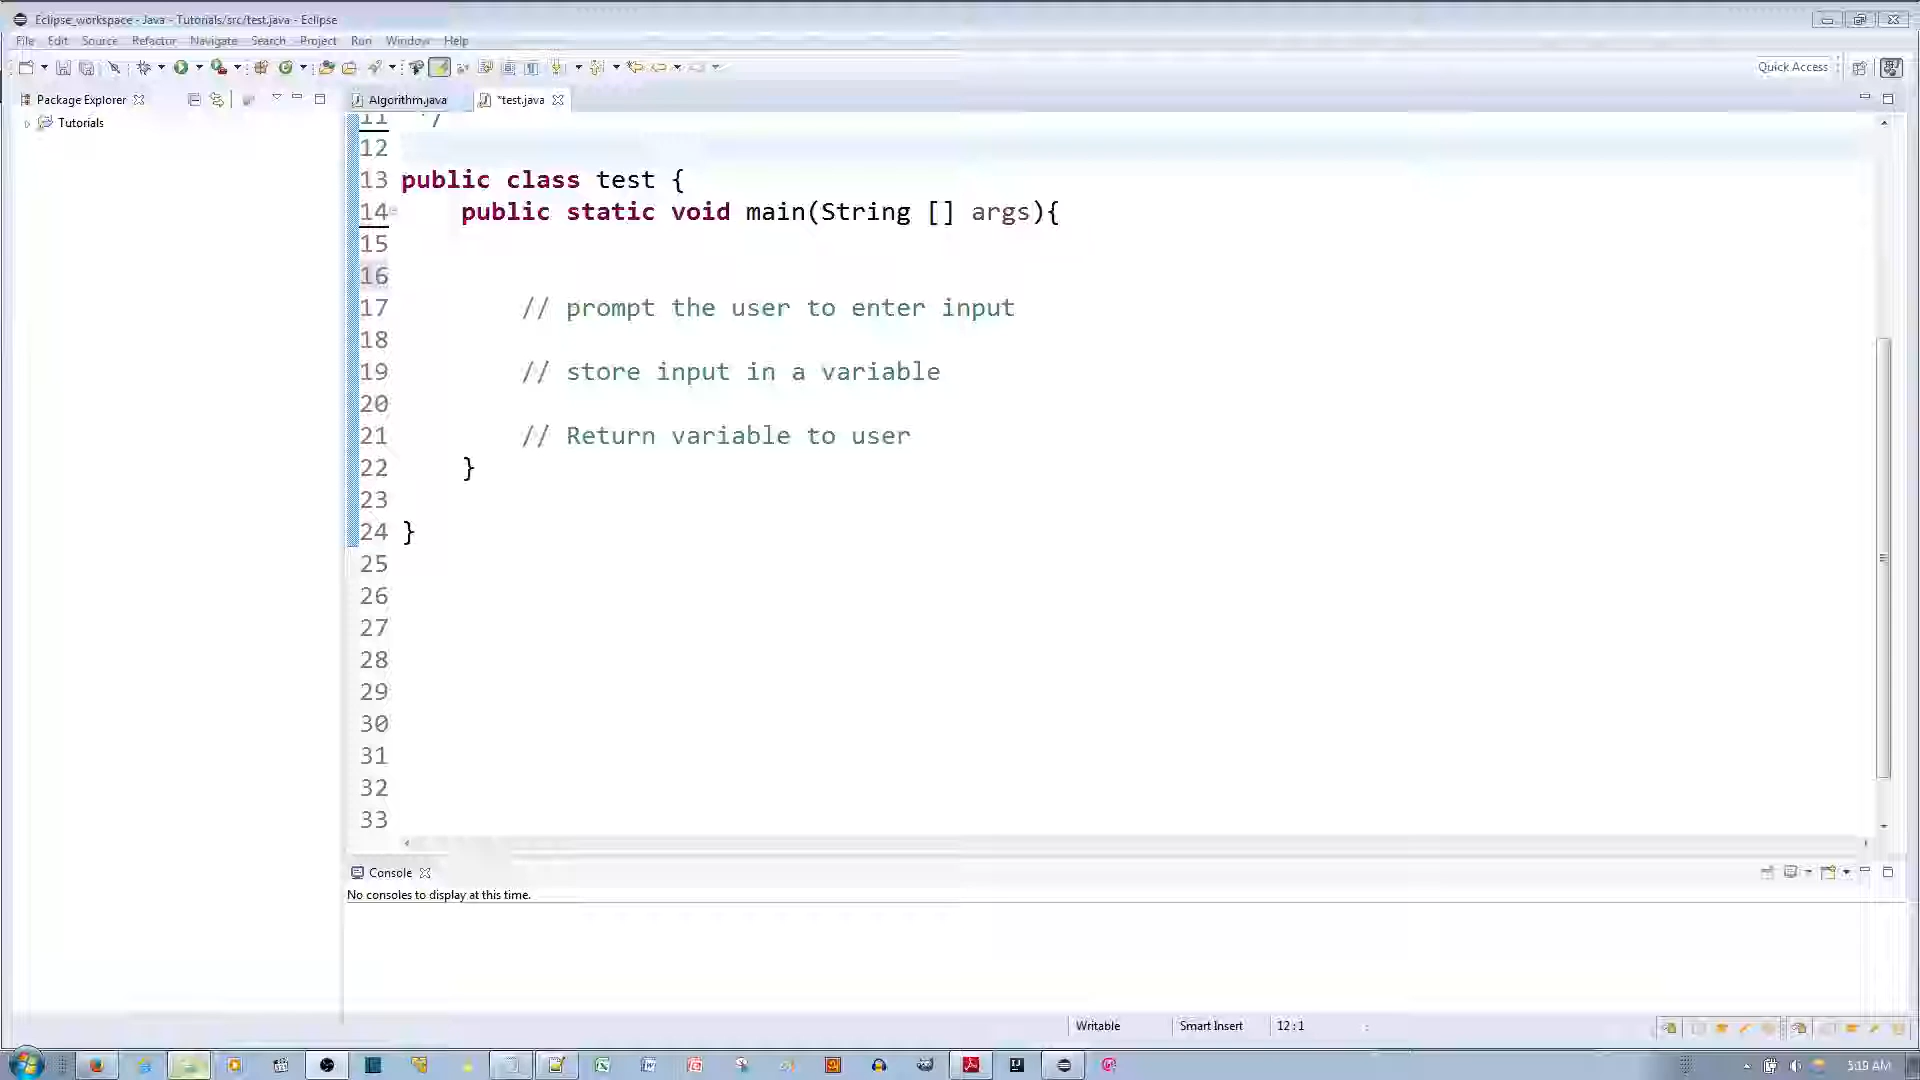 Eclipse_workspace - Java - Tutorials/src/test.java - Eclipse
File Edit Source Refactor Navigate Search Project Run Window Help
Quick Access
Package Explorer
Algorithm.java
*test.java
Tutorials
11 */
12
13 public class test {
14 public static void main(String [] args){
15
16
17 // prompt the user to enter input
18
19 // store input in a variable
20
21 // Return variable to user
22 }
23
24 }
25
26
27
28
29
30
31
32
33
Console
No consoles to display at this time.
Writable Smart Insert 12:1
5:19 AM